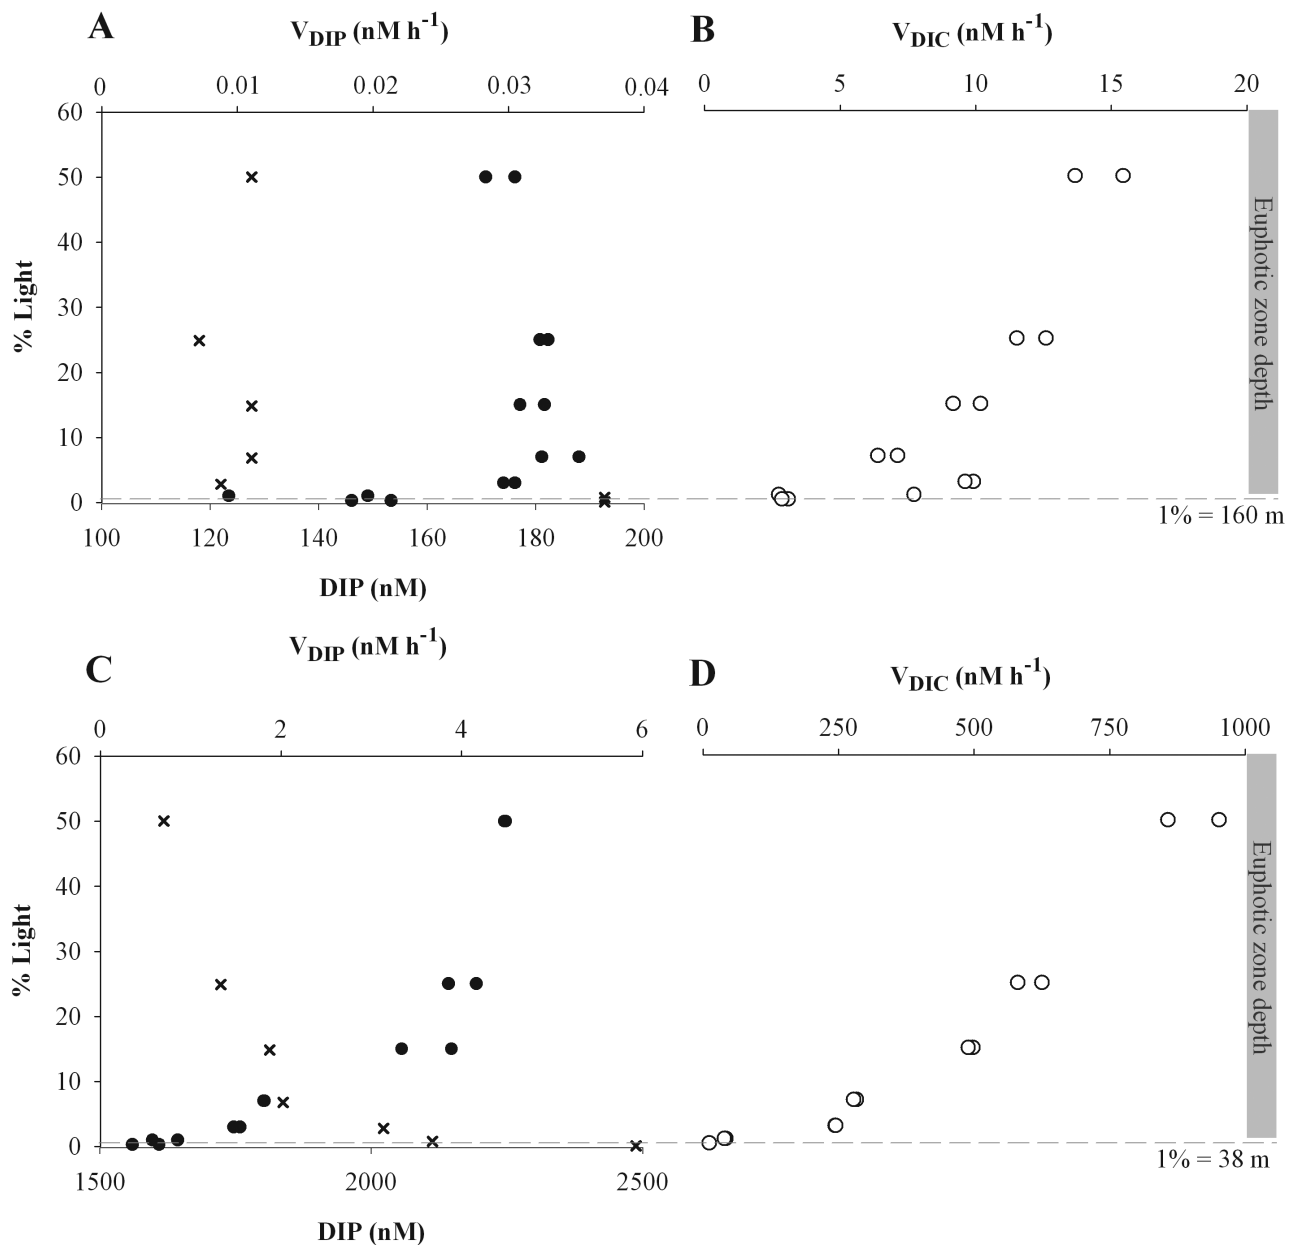 A
V_DIP (nM h^-1)
B
V_DIC (nM h^-1)
0 0.01 0.02 0.03 0.04
0 5 10 15 20
60
50
40
30
20
10
0
% Light
Euphotic zone depth
1% = 160 m
100 120 140 160 180 200
DIP (nM)
C
V_DIP (nM h^-1)
D
V_DIC (nM h^-1)
0 2 4 6
0 250 500 750 1000
60
50
40
30
20
10
0
% Light
Euphotic zone depth
1% = 38 m
1500 2000 2500
DIP (nM)